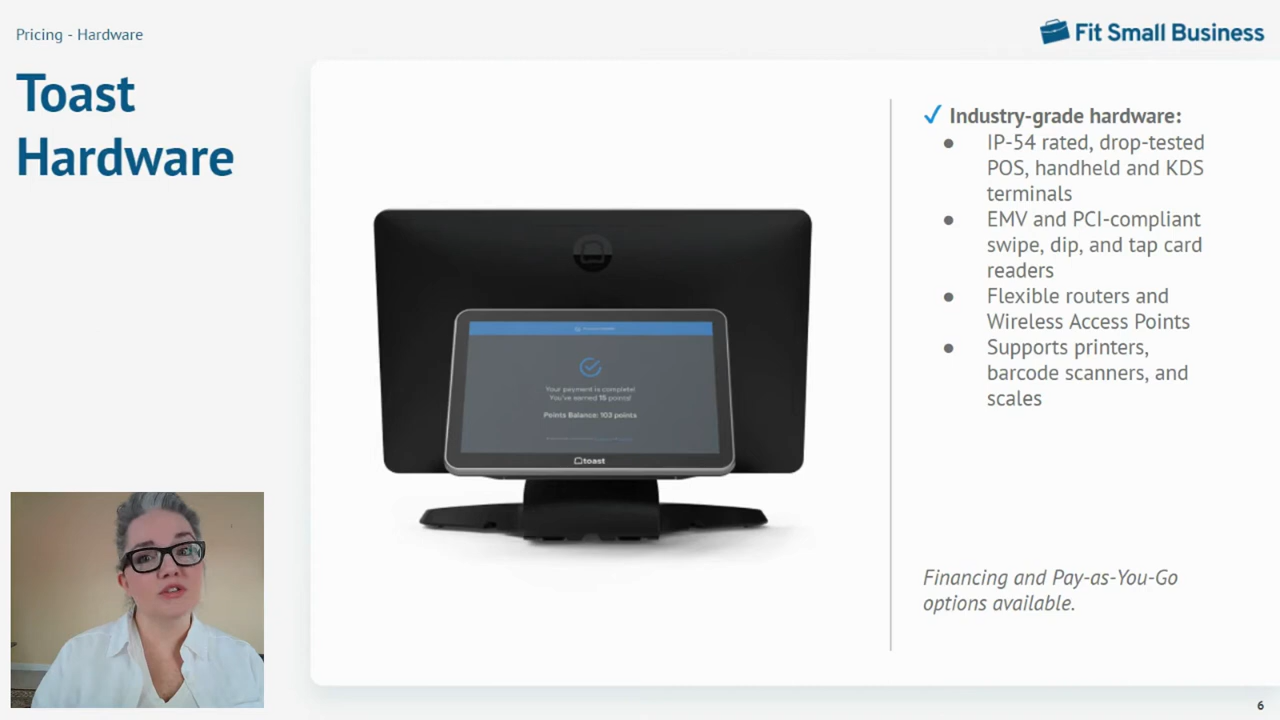 Pricing - Hardware
Fit Small Business
Toast
Hardware
✓ Industry-grade hardware:
● IP-54 rated, drop-tested
POS, handheld and KDS
terminals
● EMV and PCI-compliant
swipe, dip, and tap card
readers
● Flexible routers and
Wireless Access Points
● Supports printers,
barcode scanners, and
scales
Your payment is complete!
You've earned 15 points!
Points Balance: 103 points
toast
Financing and Pay-as-You-Go
options available.
6